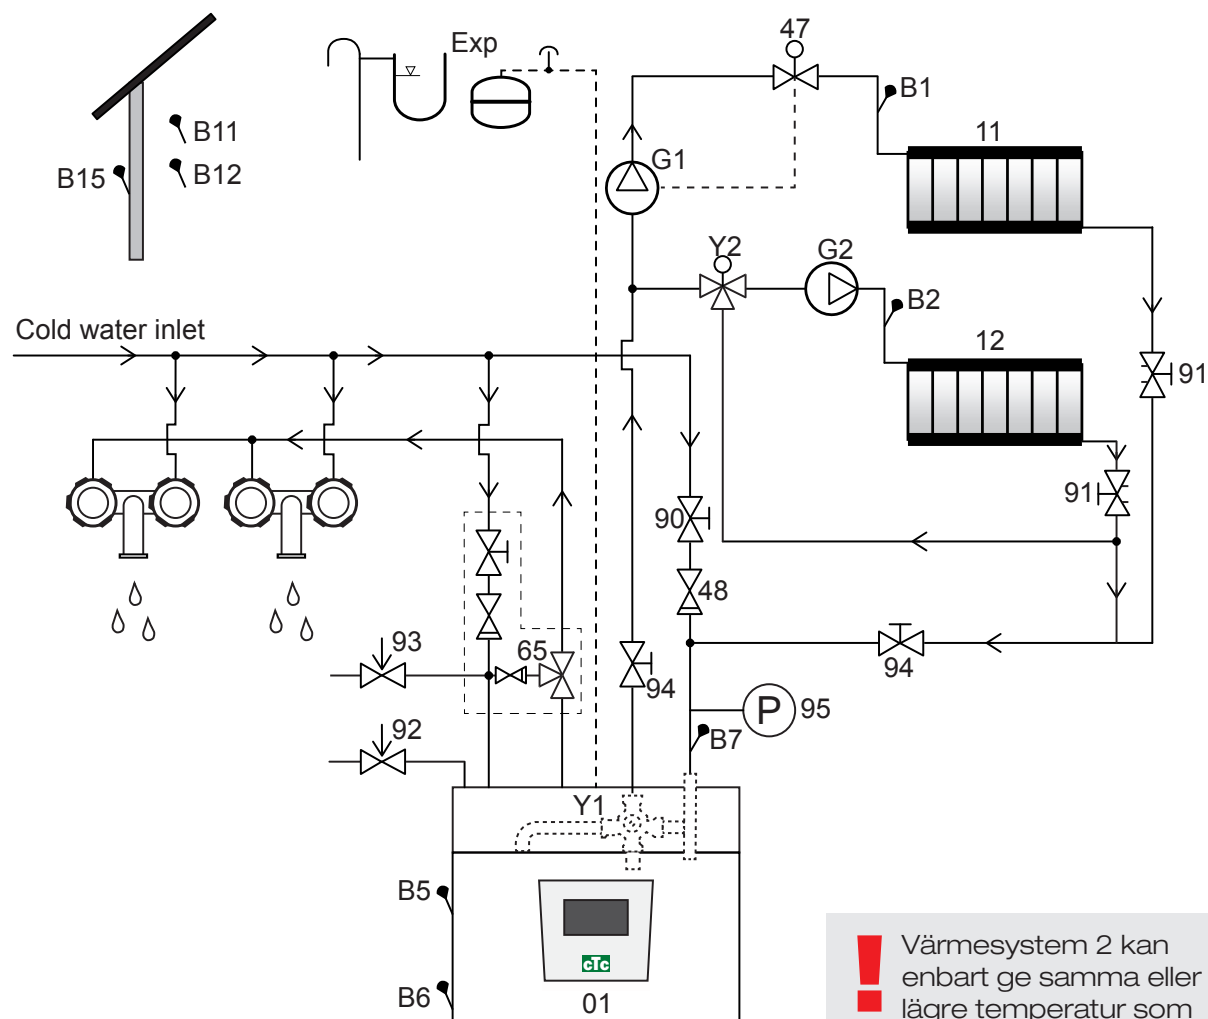 47
Exp
B1
B11
11
G1
B12
B15
Y2
G2
B2
Cold water inlet
12
91
91
90
48
93
65
94
94
P
95
92
B7
Y1
B5
cTc
Värmesystem 2 kan
enbart ge samma eller
B6
01
lägre temperatur som